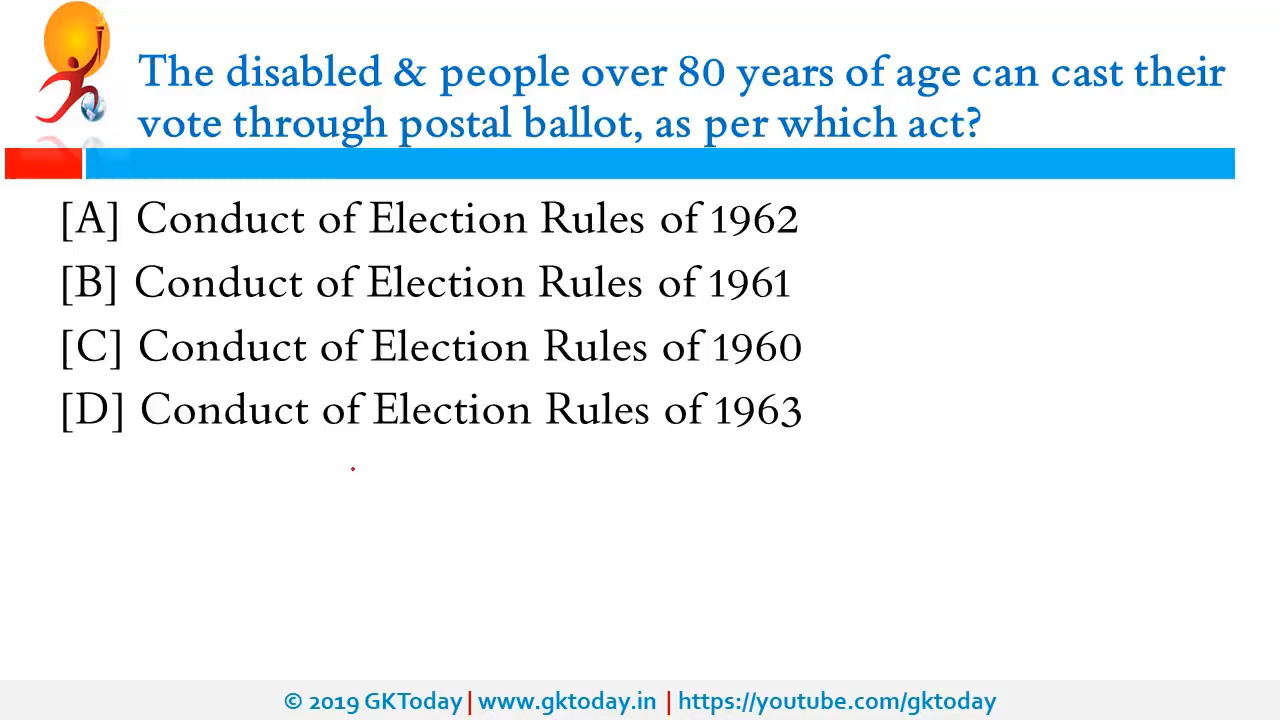 The disabled & people over 80 years of age can cast their
vote through postal ballot, as per which act?
[A] Conduct of Election Rules of 1962
[B] Conduct of Election Rules of 1961
[C] Conduct of Election Rules of 1960
[D] Conduct of Election Rules of 1963
© 2019 GKToday | www.gktoday.in | https://youtube.com/gktoday